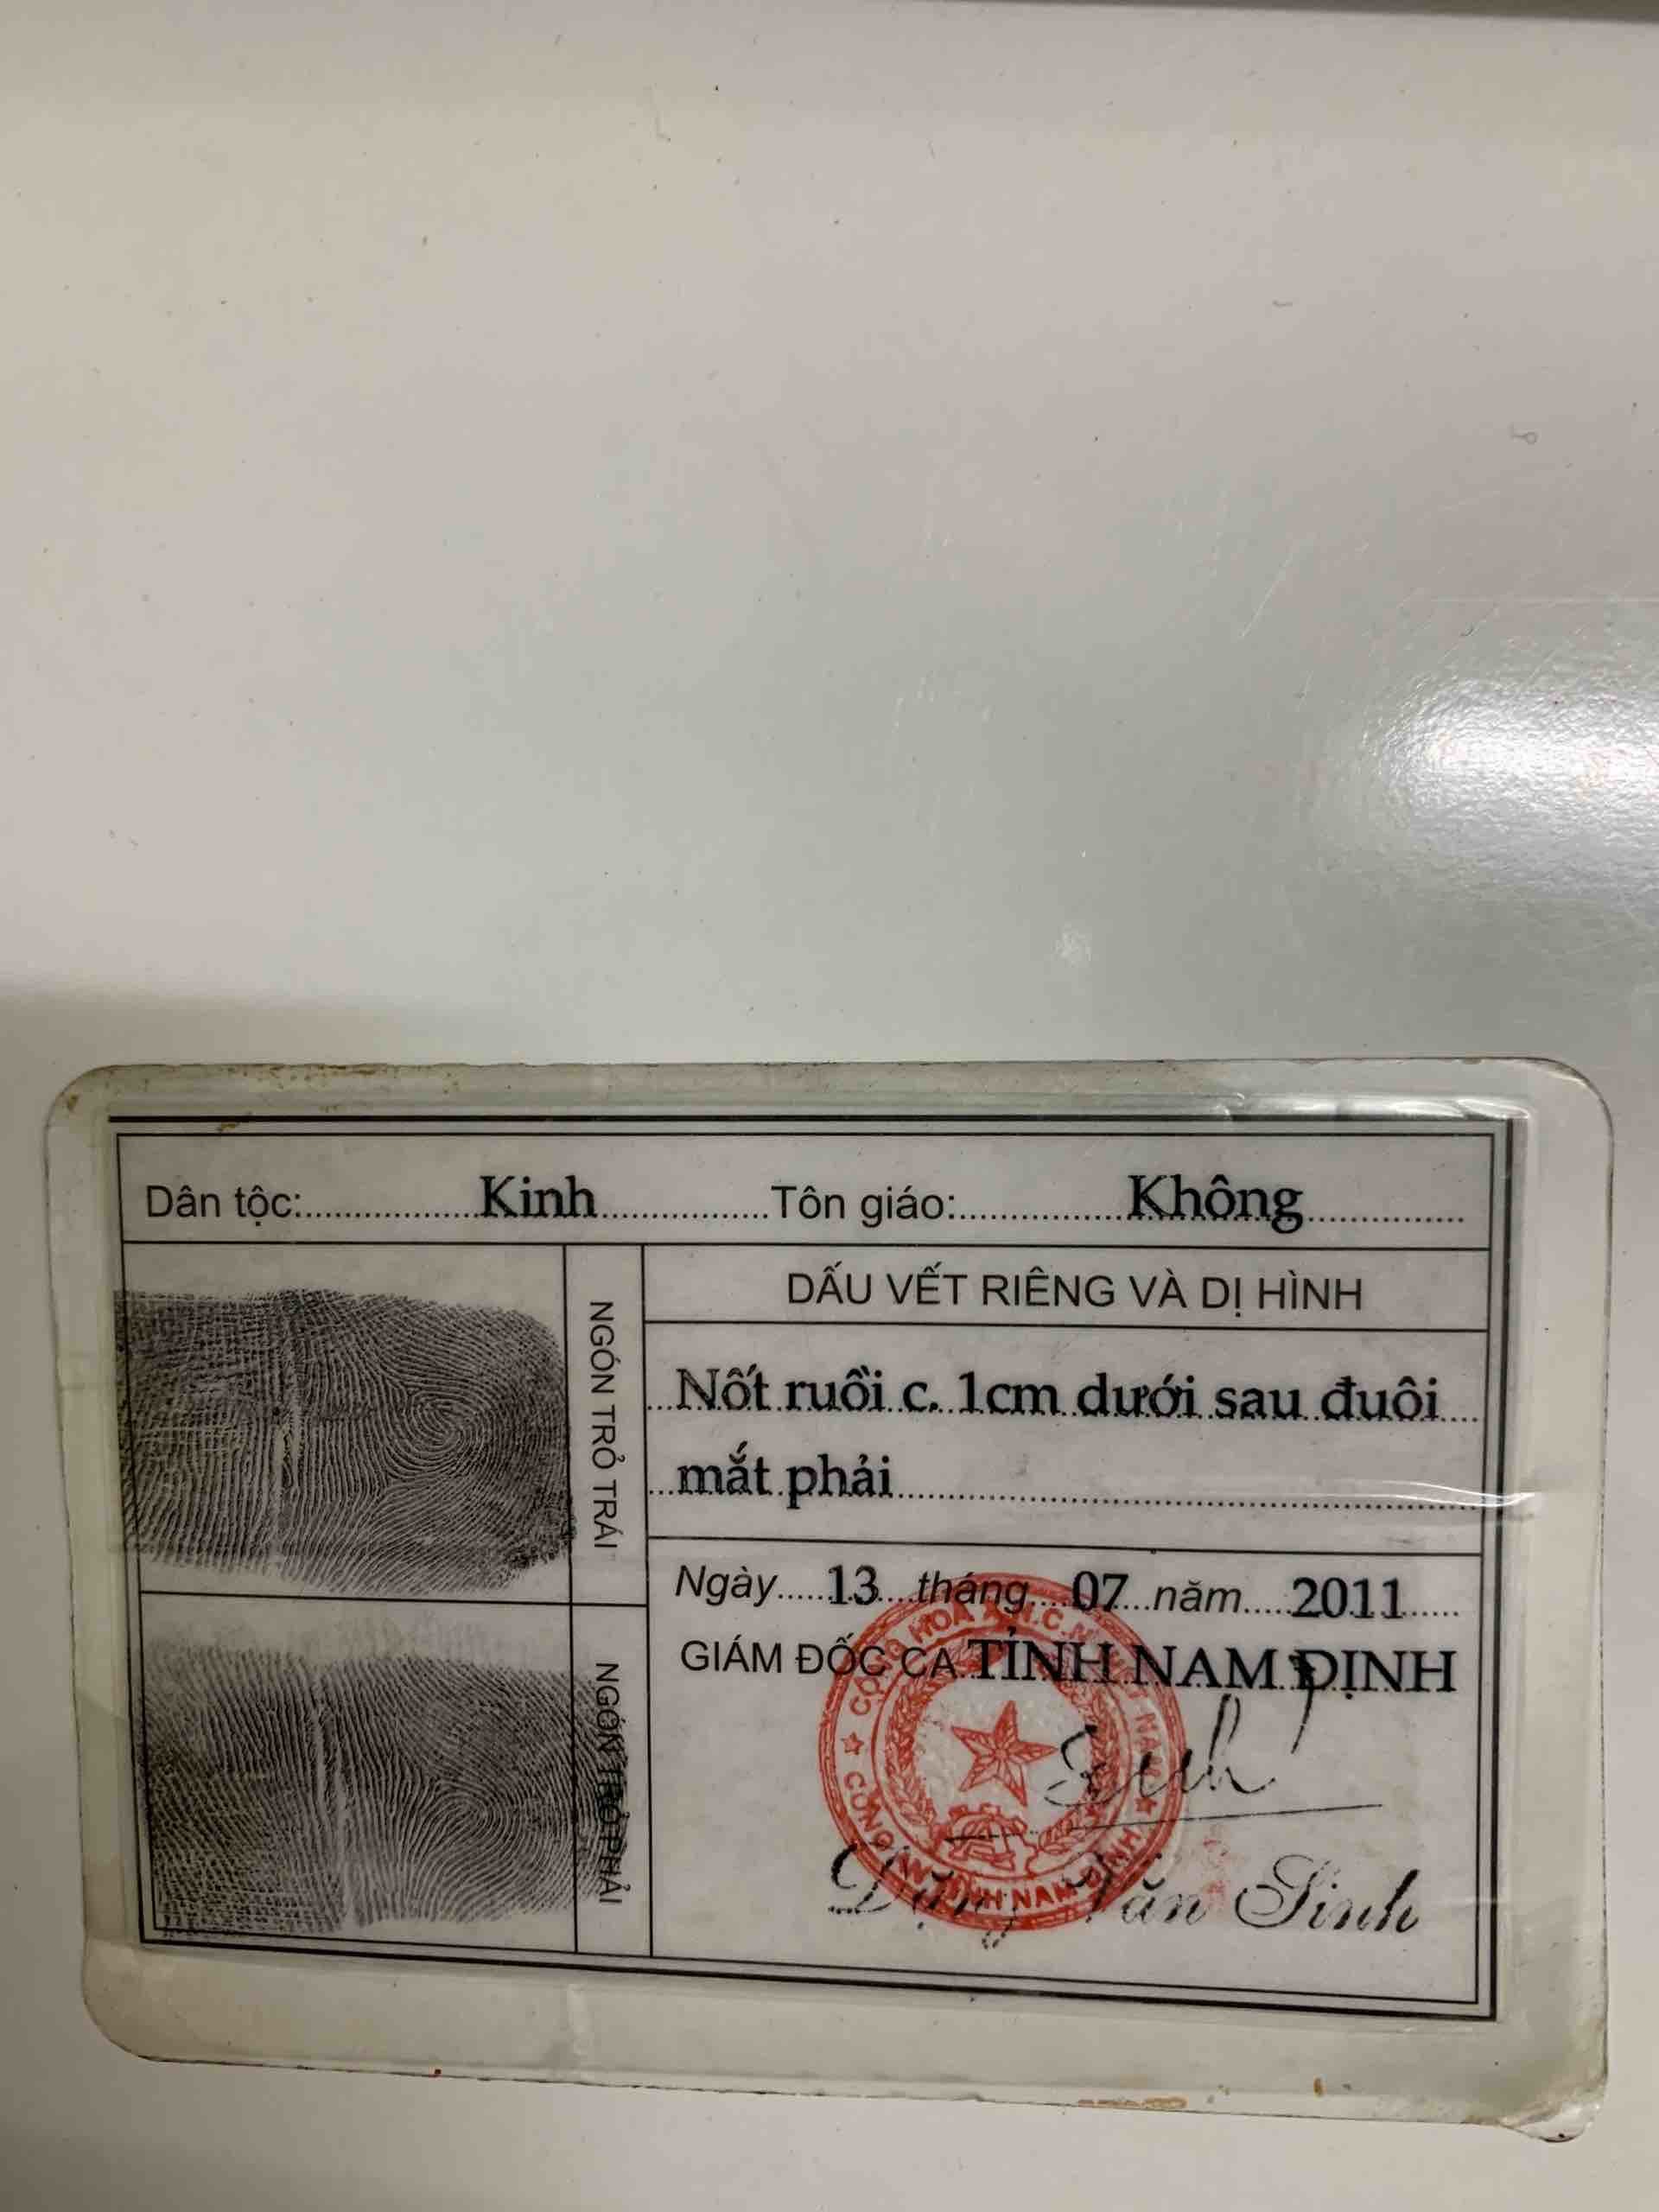 Dân tộc: Kinh Tôn giáo: Không
NGÓN TRỎ TRÁI
DẤU VẾT RIÊNG VÀ DỊ HÌNH
Nốt ruồi c. 1cm dưới sau đuôi
mắt phải
NGÓN TRỎ PHẢI
Ngày 13 tháng 07 năm 2011
GIÁM ĐỐC CA TỈNH NAM ĐỊNH
Đặng Văn Sinh